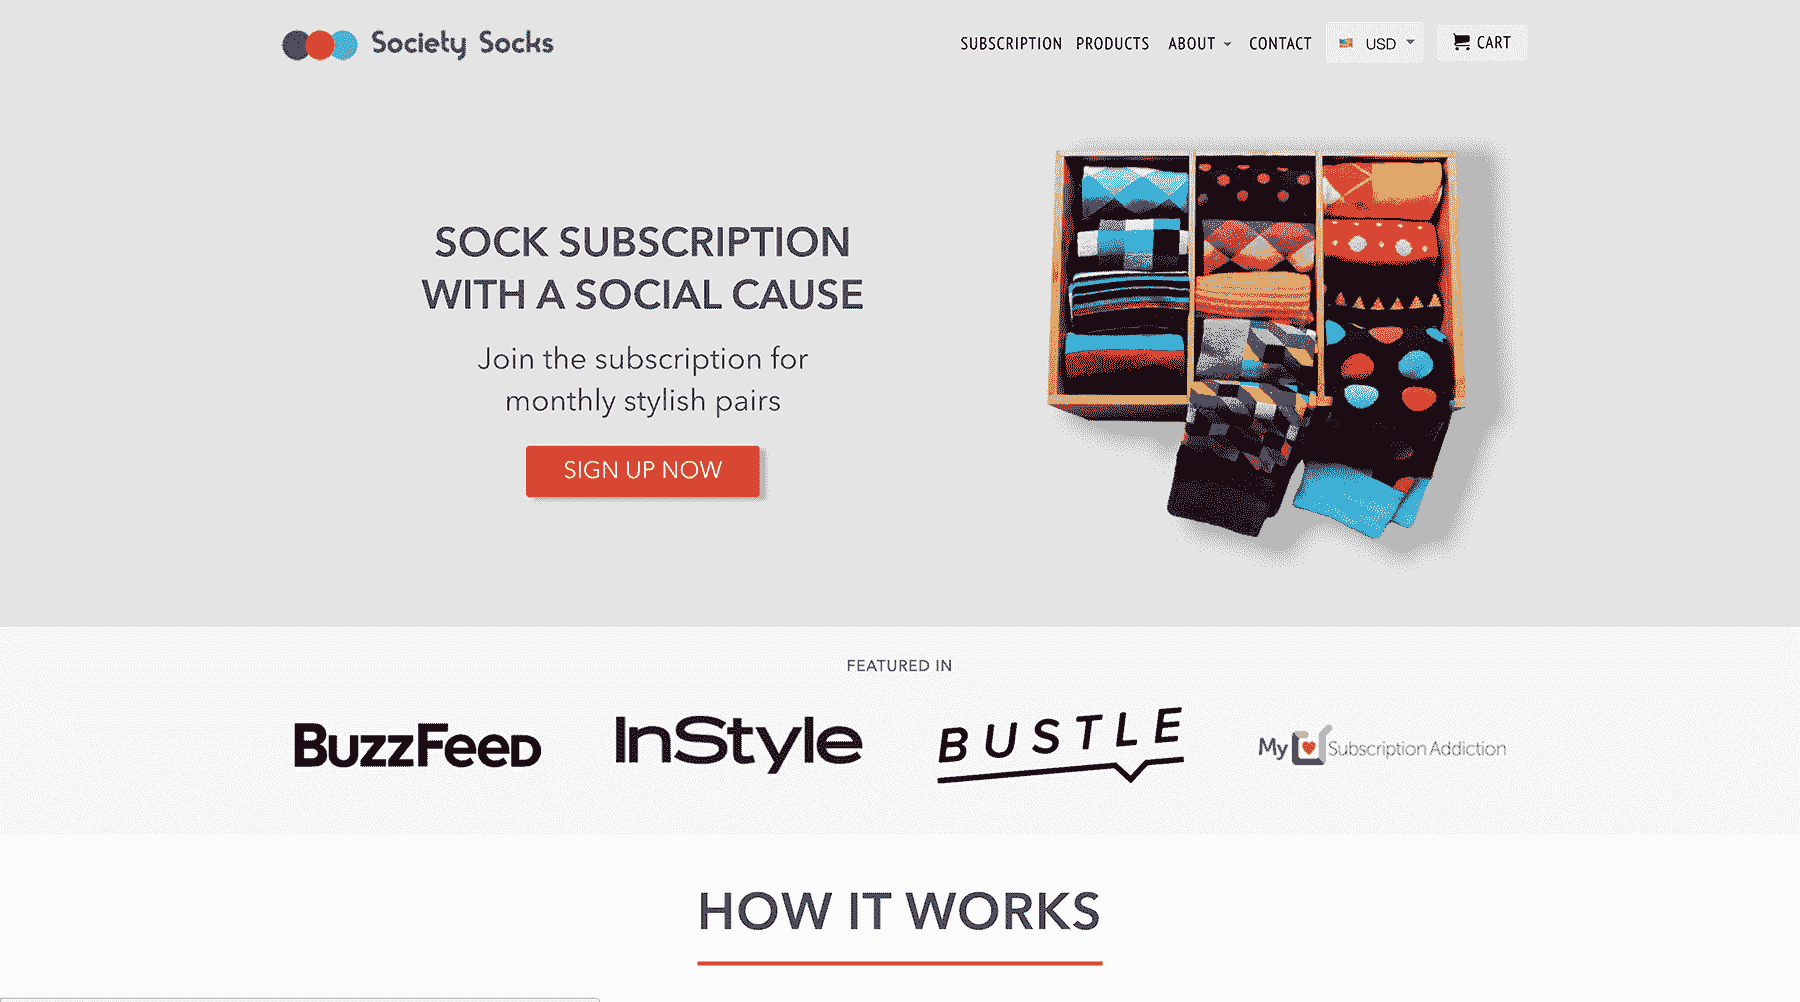 Society Socks
SUBSCRIPTION PRODUCTS ABOUT CONTACT USD CART
SOCK SUBSCRIPTION
WITH A SOCIAL CAUSE
Join the subscription for
monthly stylish pairs
SIGN UP NOW
FEATURED IN
BUZZFEED InStyle BUSTLE My Subscription Addiction
HOW IT WORKS